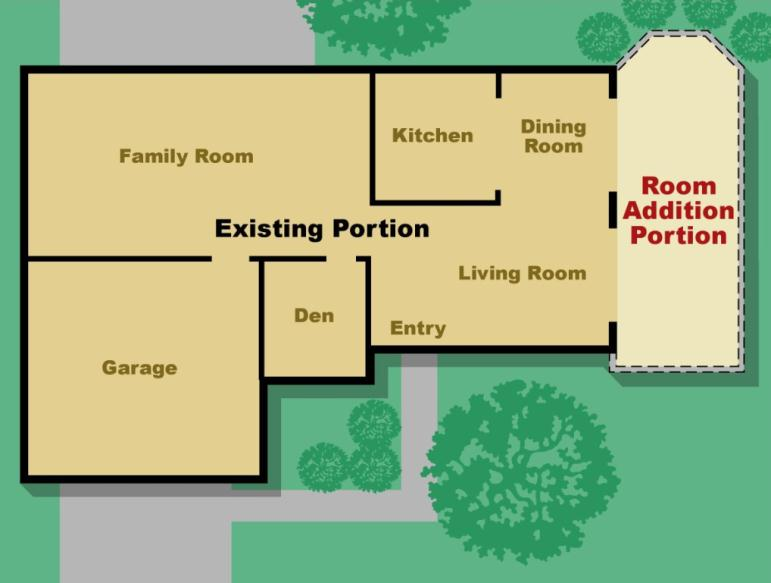 Kitchen
Dining
Room
Family Room
Room
Addition
Portion
Existing Portion
Living Room
Den
Entry
Garage